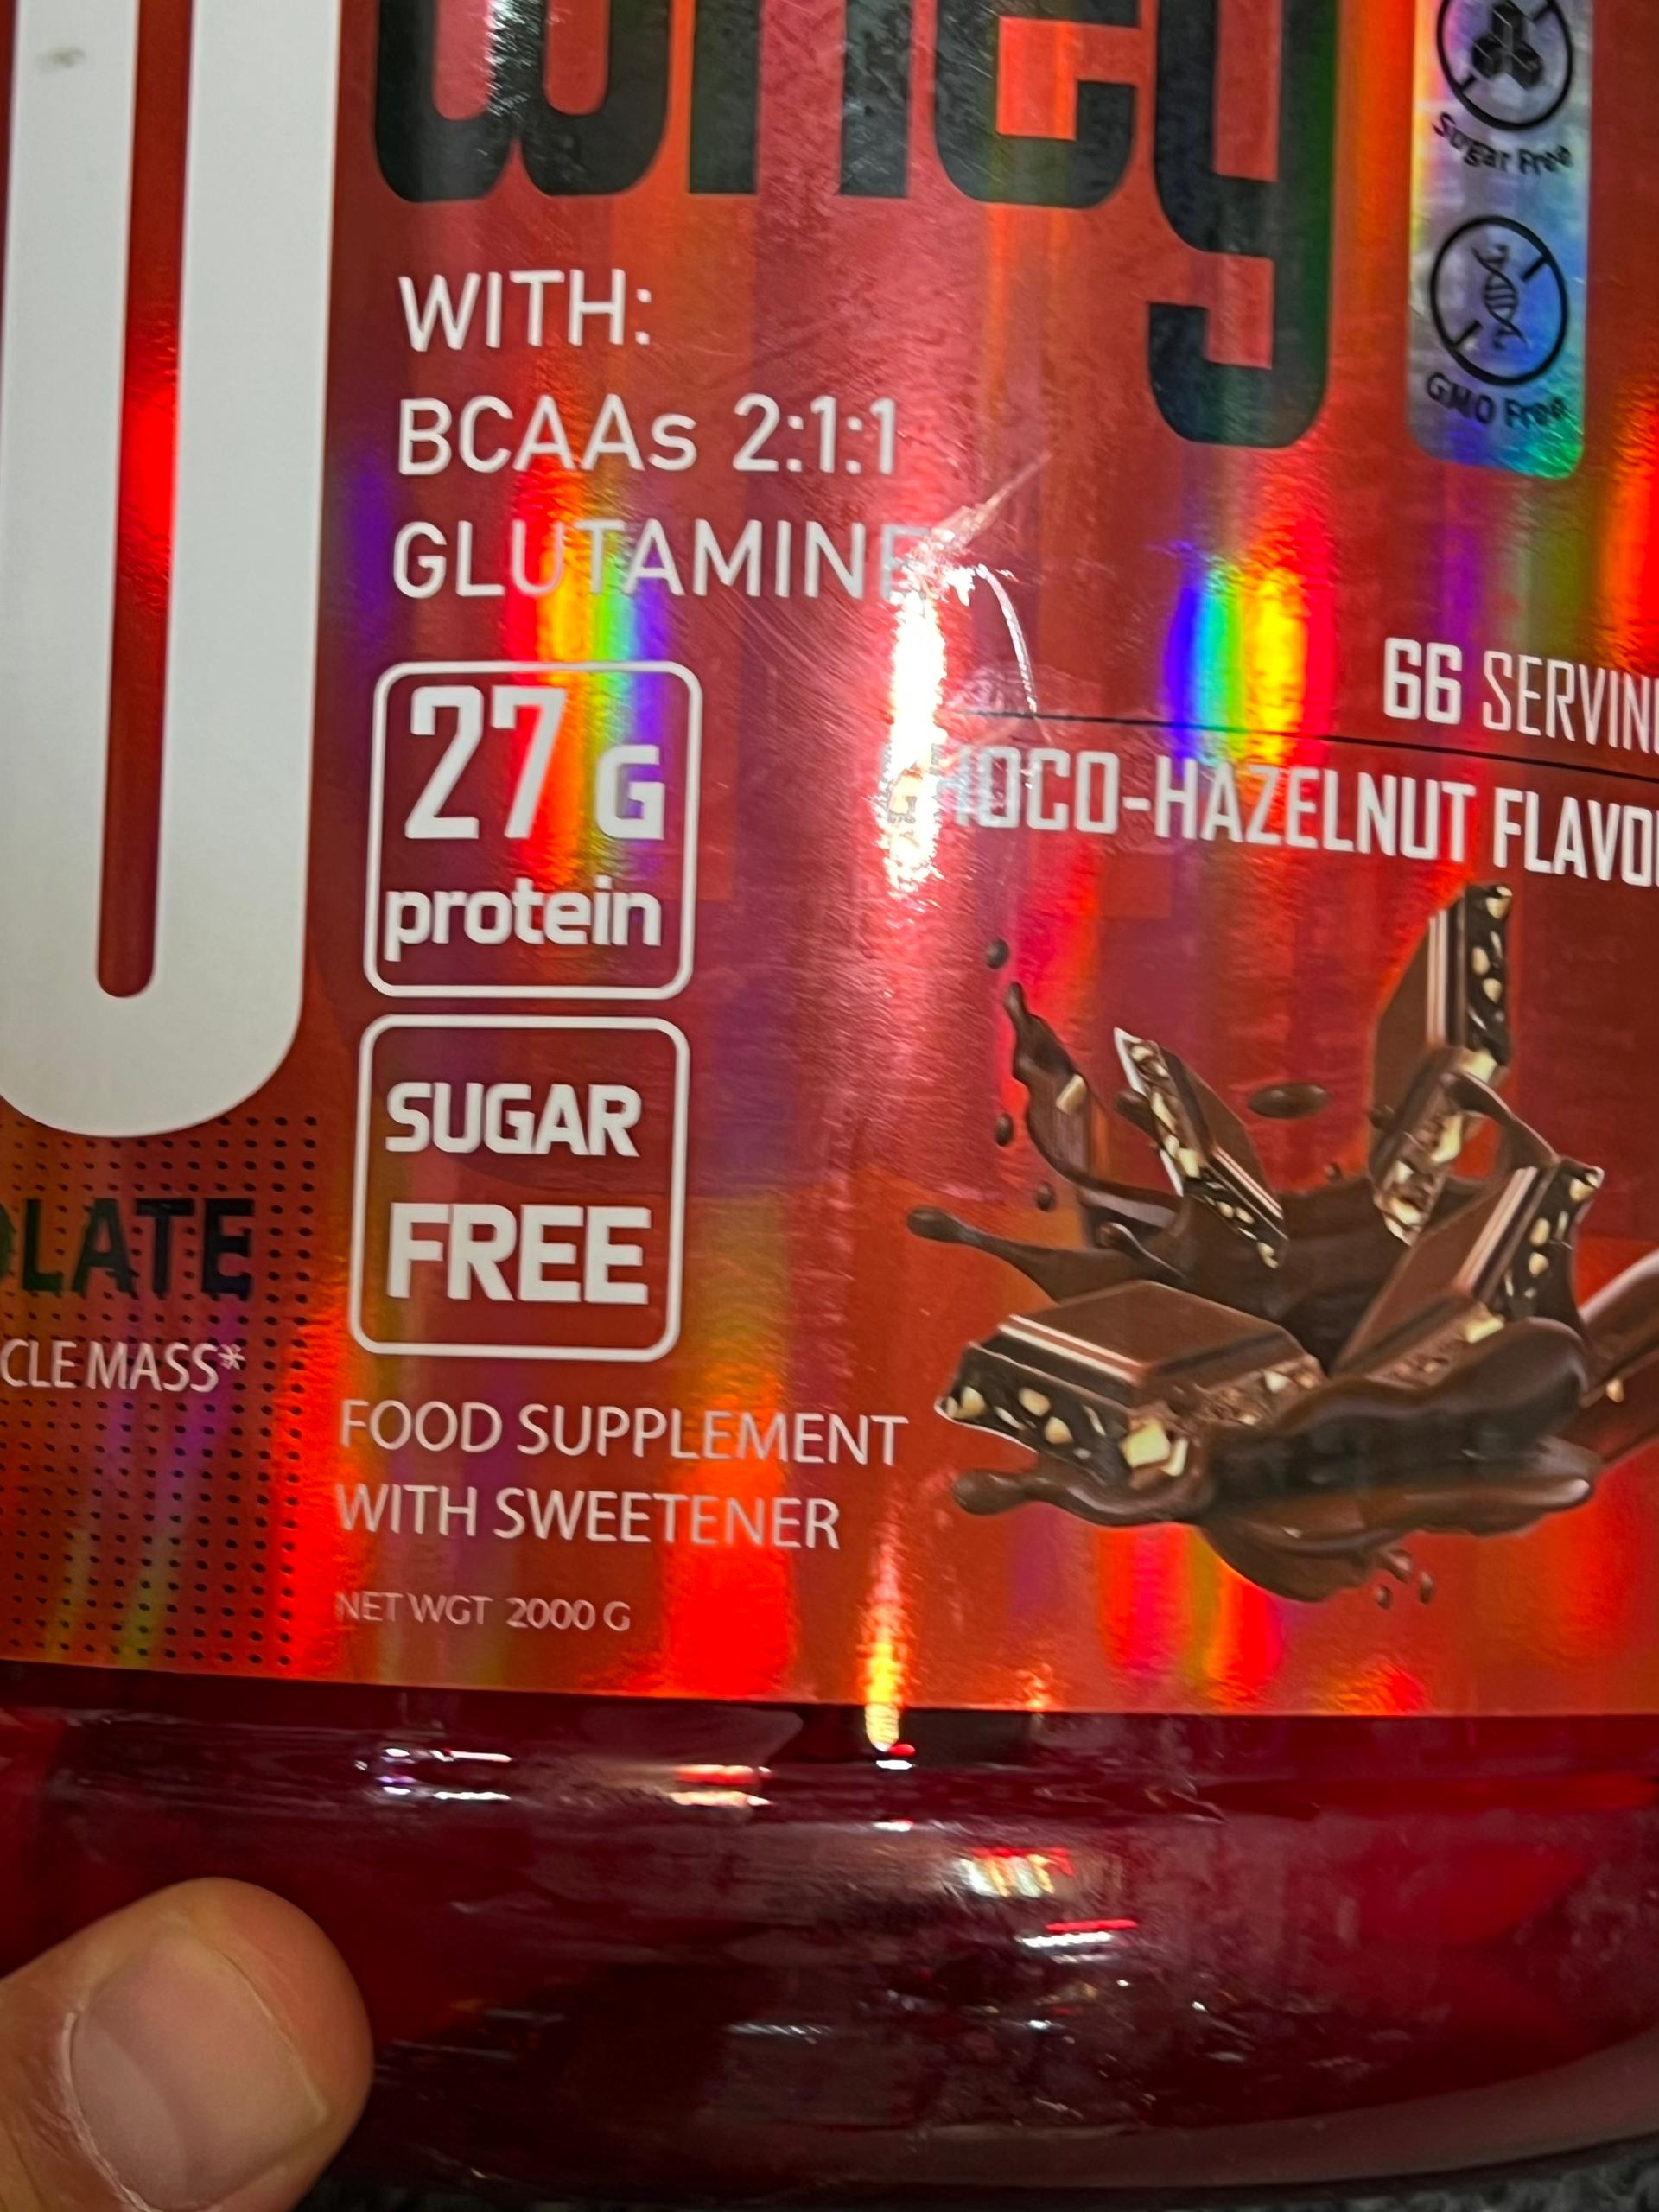 whey
Sugar Free
GMO Free
WITH:
BCAAs 2:1:1
GLUTAMINE
27 G
protein
66 SERVIN
CHOCO-HAZELNUT FLAVO
SUGAR
FREE
OLATE
CLE MASS*
FOOD SUPPLEMENT
WITH SWEETENER
NET WGT 2000 G